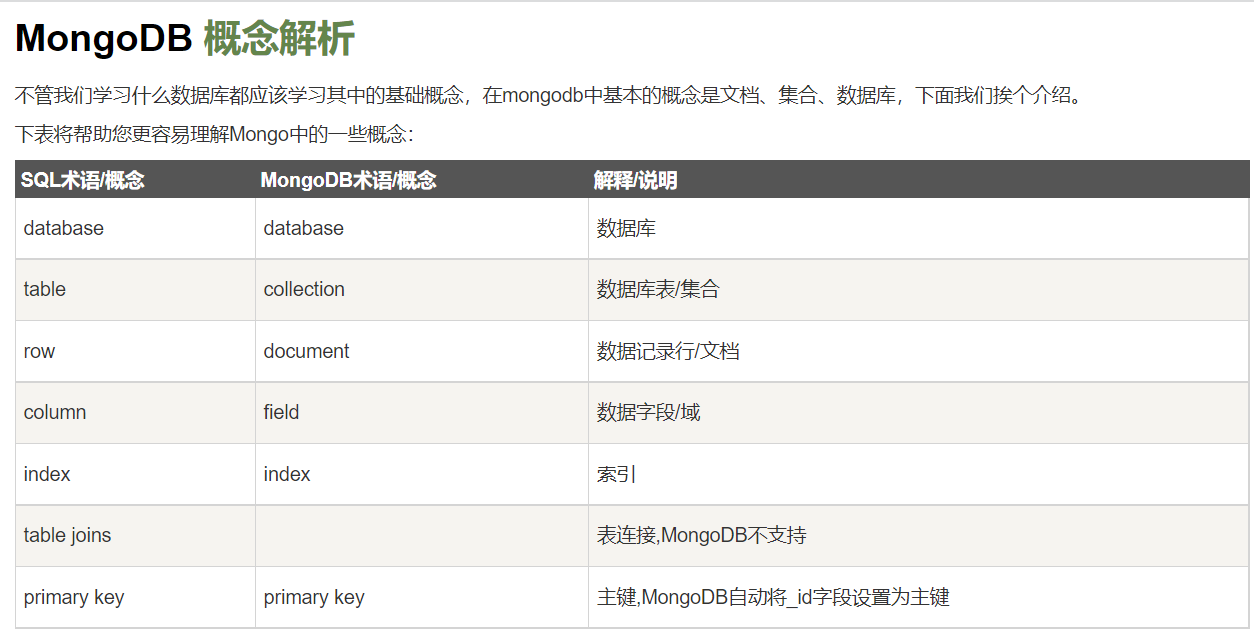 MongoDB 概念解析
不管我们学习什么数据库都应该学习其中的基础概念，在mongodb中基本的概念是文档、集合、数据库，下面我们挨个介绍。
下表将帮助您更容易理解Mongo中的一些概念：
SQL术语/概念 MongoDB术语/概念 解释/说明
database database 数据库
table collection 数据库表/集合
row document 数据记录行/文档
column field 数据字段/域
index index 索引
table joins 表连接,MongoDB不支持
primary key primary key 主键,MongoDB自动将_id字段设置为主键